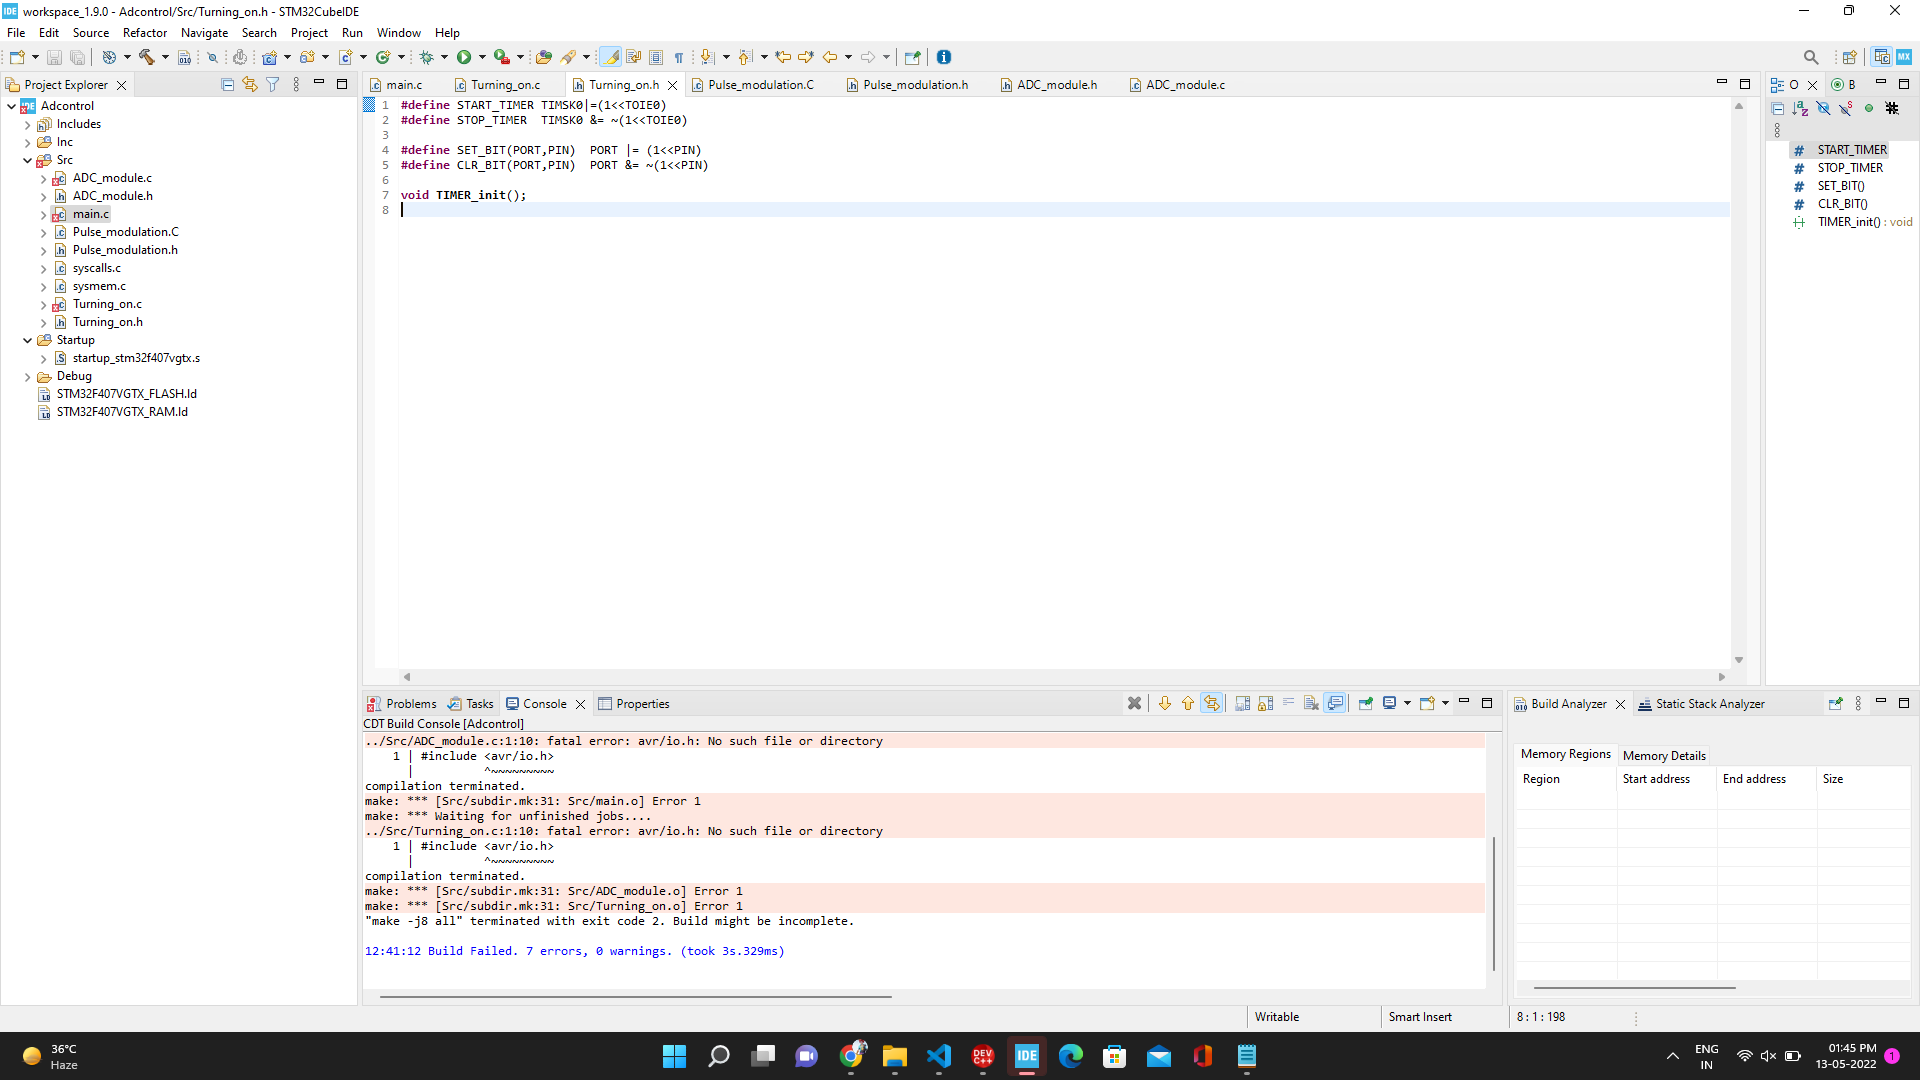 IDE workspace_1.9.0 - Adcontrol/Src/Turning_on.h - STM32CubeIDE
File Edit Source Refactor Navigate Search Project Run Window Help
Project Explorer
Adcontrol
Includes
Inc
Src
ADC_module.c
ADC_module.h
main.c
Pulse_modulation.C
Pulse_modulation.h
syscalls.c
sysmem.c
Turning_on.c
Turning_on.h
Startup
startup_stm32f407vgtx.s
Debug
STM32F407VGTX_FLASH.ld
STM32F407VGTX_RAM.ld
main.c Turning_on.c Turning_on.h Pulse_modulation.C Pulse_modulation.h ADC_module.h ADC_module.c
1 #define START_TIMER TIMSK0|=(1<<TOIE0)
2 #define STOP_TIMER  TIMSK0 &= ~(1<<TOIE0)
3
4 #define SET_BIT(PORT,PIN)  PORT |= (1<<PIN)
5 #define CLR_BIT(PORT,PIN)  PORT &= ~(1<<PIN)
6
7 void TIMER_init();
8
O B
# START_TIMER
# STOP_TIMER
# SET_BIT()
# CLR_BIT()
TIMER_init() : void
Problems Tasks Console Properties
CDT Build Console [Adcontrol]
../Src/ADC_module.c:1:10: fatal error: avr/io.h: No such file or directory
1 | #include <avr/io.h>
|          ^~~~~~~~~~
compilation terminated.
make: *** [Src/subdir.mk:31: Src/main.o] Error 1
make: *** Waiting for unfinished jobs....
../Src/Turning_on.c:1:10: fatal error: avr/io.h: No such file or directory
1 | #include <avr/io.h>
|          ^~~~~~~~~~
compilation terminated.
make: *** [Src/subdir.mk:31: Src/ADC_module.o] Error 1
make: *** [Src/subdir.mk:31: Src/Turning_on.o] Error 1
"make -j8 all" terminated with exit code 2. Build might be incomplete.
12:41:12 Build Failed. 7 errors, 0 warnings. (took 3s.329ms)
Build Analyzer Static Stack Analyzer
Memory Regions Memory Details
Region Start address End address Size
Writable Smart Insert 8 : 1 : 198
36°C
Haze
DEV C++
IDE
ENG
IN
01:45 PM
13-05-2022
1